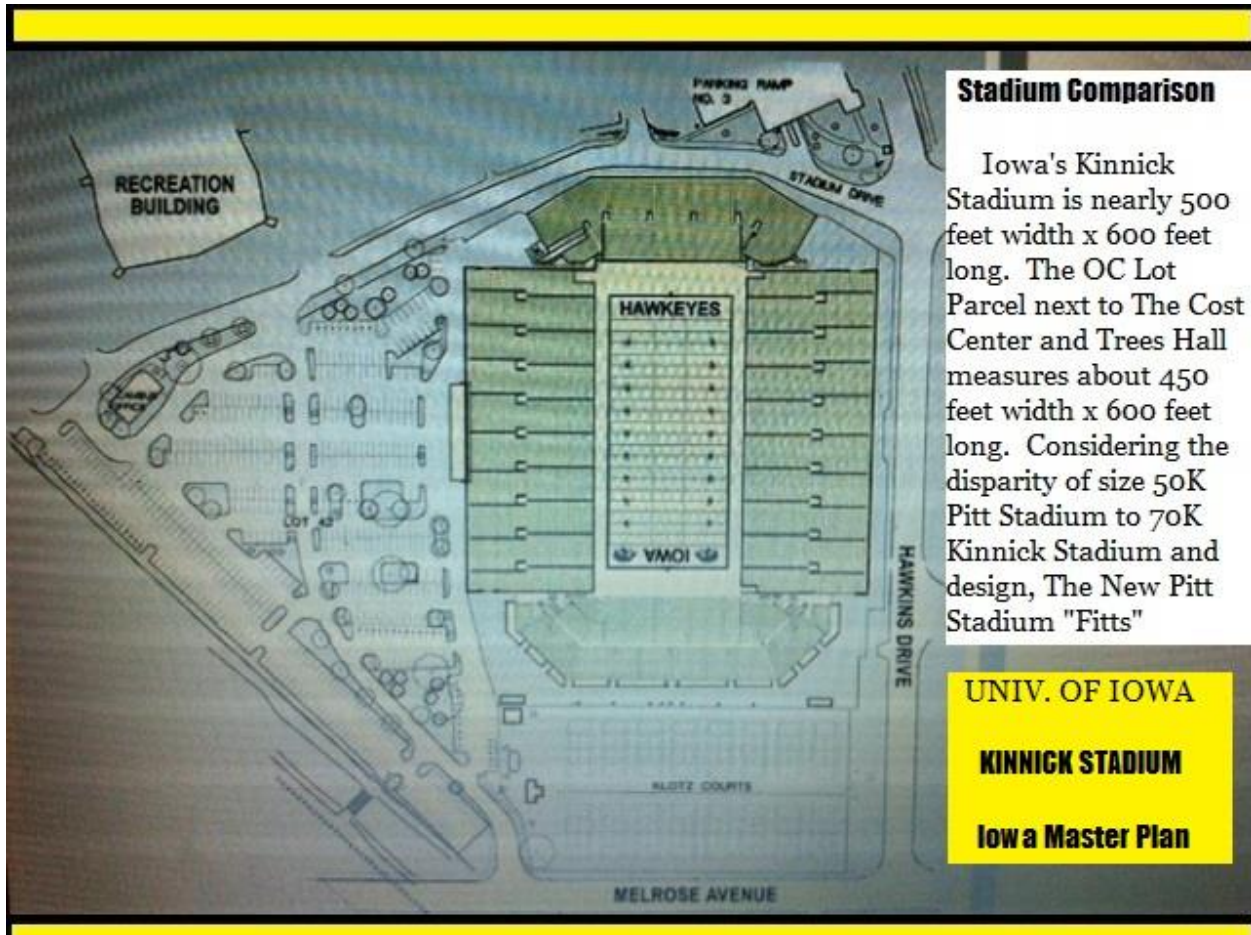 PARKING RAMP
NO. 3
STADIUM DRIVE
RECREATION
BUILDING
HAWKEYES
LOT 43
IOWA
HAWKINS DRIVE
KLOTZ COURTS
MELROSE AVENUE
Stadium Comparison
Iowa's Kinnick
Stadium is nearly 500
feet width x 600 feet
long. The OC Lot
Parcel next to The Cost
Center and Trees Hall
measures about 450
feet width x 600 feet
long. Considering the
disparity of size 50K
Pitt Stadium to 70K
Kinnick Stadium and
design, The New Pitt
Stadium "Fitts"
UNIV. OF IOWA
KINNICK STADIUM
Iowa Master Plan